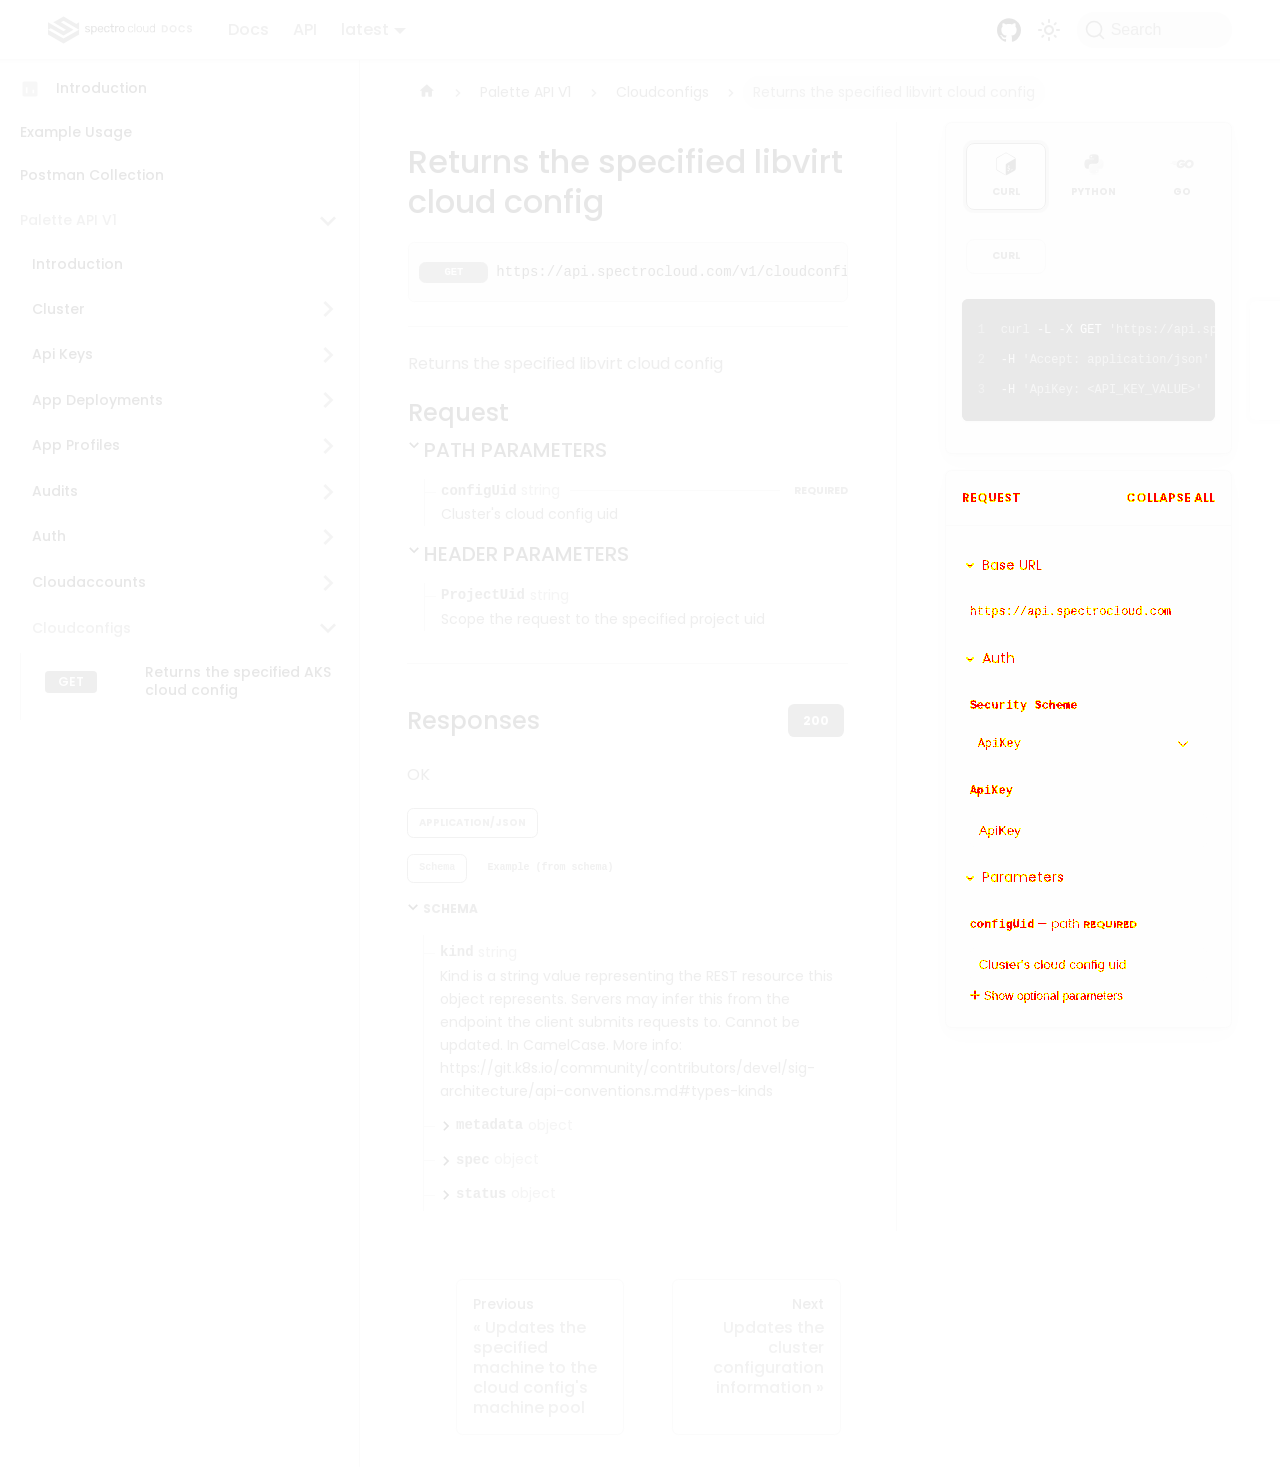 spectro cloud DOCS
Docs
API
latest
Search
Introduction
Example Usage
Postman Collection
Palette API V1
Introduction
Cluster
Api Keys
App Deployments
App Profiles
Audits
Auth
Cloudaccounts
Cloudconfigs
GET
Returns the specified AKS
cloud config
Palette API V1
Cloudconfigs
Returns the specified libvirt cloud config
Returns the specified libvirt
cloud config
GET https://api.spectrocloud.com/v1/cloudconfi
Returns the specified libvirt cloud config
Request
PATH PARAMETERS
configUid string REQUIRED
Cluster's cloud config uid
HEADER PARAMETERS
ProjectUid string
Scope the request to the specified project uid
Responses
200
OK
APPLICATION/JSON
Schema
Example (from schema)
SCHEMA
kind string
Kind is a string value representing the REST resource this
object represents. Servers may infer this from the
endpoint the client submits requests to. Cannot be
updated. In CamelCase. More info:
https://git.k8s.io/community/contributors/devel/sig-
architecture/api-conventions.md#types-kinds
metadata object
spec object
status object
Previous
« Updates the
specified
machine to the
cloud config's
machine pool
Next
Updates the
cluster
configuration
information »
CURL
PYTHON
GO
CURL
1 curl -L -X GET 'https://api.sp
2 -H 'Accept: application/json'
3 -H 'ApiKey: <API_KEY_VALUE>'
REQUEST
COLLAPSE ALL
Base URL
https://api.spectrocloud.com
Auth
Security Scheme
ApiKey
ApiKey
ApiKey
Parameters
configUid — path REQUIRED
Cluster's cloud config uid
Show optional parameters